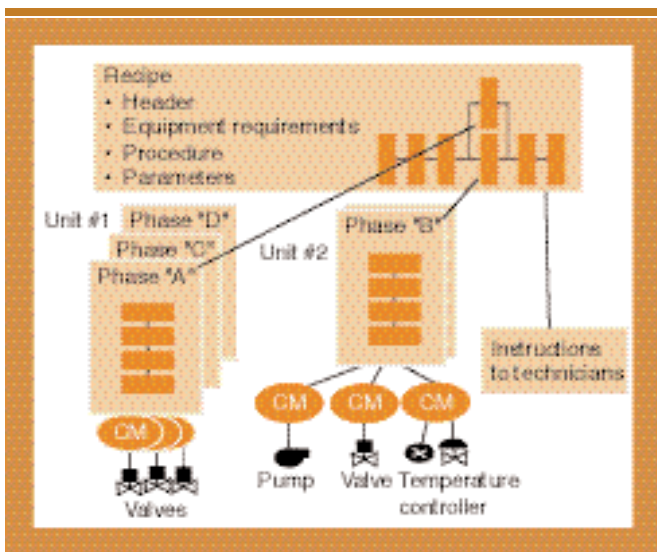 Recipe
• Header
• Equipment requirements
• Procedure
• Parameters
Unit #1
Phase "D"
Phase "C"
Phase "A"
Unit #2
Phase "B"
Instructions
to technicians
CM
CM
CM
CM
Valves
Pump
Valve
Temperature
controller